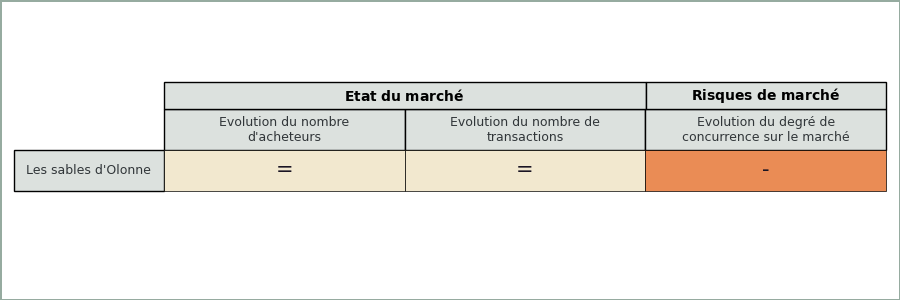 Etat du marché
Risques de marché
Evolution du nombre
d'acheteurs
Evolution du nombre de
transactions
Evolution du degré de
concurrence sur le marché
Les sables d'Olonne
=
=
-